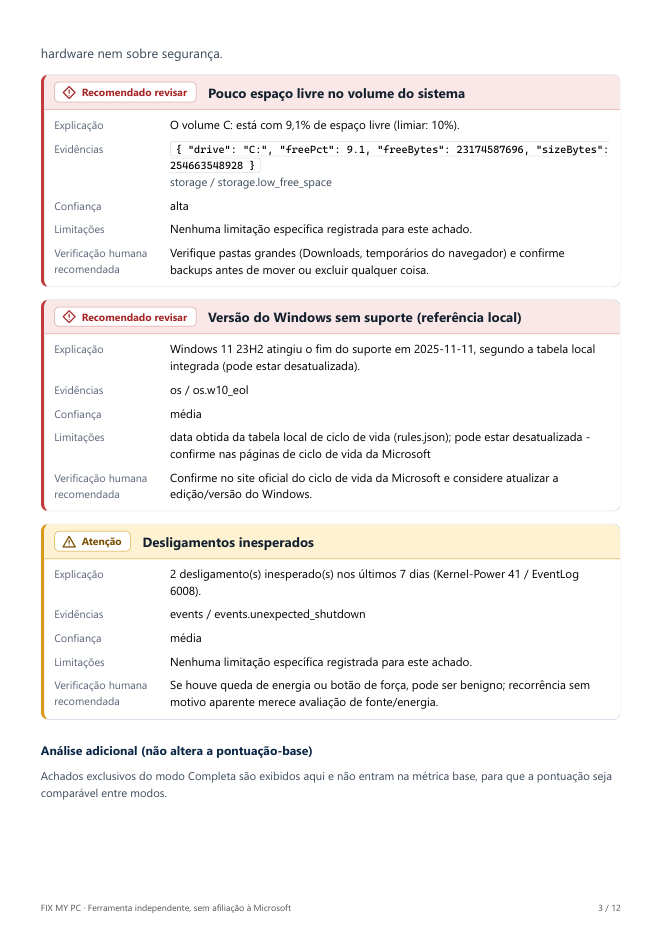 hardware nem sobre segurança.
Recomendado revisar Pouco espaço livre no volume do sistema
Explicação O volume C: está com 9,1% de espaço livre (limiar: 10%).
Evidências { "drive": "C:", "freePct": 9.1, "freeBytes": 23174587696, "sizeBytes":
254663548928 }
storage / storage.low_free_space
Confiança alta
Limitações Nenhuma limitação específica registrada para este achado.
Verificação humana Verifique pastas grandes (Downloads, temporários do navegador) e confirme
recomendada backups antes de mover ou excluir qualquer coisa.
Recomendado revisar Versão do Windows sem suporte (referência local)
Explicação Windows 11 23H2 atingiu o fim do suporte em 2025-11-11, segundo a tabela local
integrada (pode estar desatualizada).
Evidências os / os.w10_eol
Confiança média
Limitações data obtida da tabela local de ciclo de vida (rules.json); pode estar desatualizada -
confirme nas páginas de ciclo de vida da Microsoft
Verificação humana Confirme no site oficial do ciclo de vida da Microsoft e considere atualizar a
recomendada edição/versão do Windows.
Atenção Desligamentos inesperados
Explicação 2 desligamento(s) inesperado(s) nos últimos 7 dias (Kernel-Power 41 / EventLog
6008).
Evidências events / events.unexpected_shutdown
Confiança média
Limitações Nenhuma limitação específica registrada para este achado.
Verificação humana Se houve queda de energia ou botão de força, pode ser benigno; recorrência sem
recomendada motivo aparente merece avaliação de fonte/energia.
Análise adicional (não altera a pontuação-base)
Achados exclusivos do modo Completa são exibidos aqui e não entram na métrica base, para que a pontuação seja
comparável entre modos.
FIX MY PC · Ferramenta independente, sem afiliação à Microsoft 3 / 12